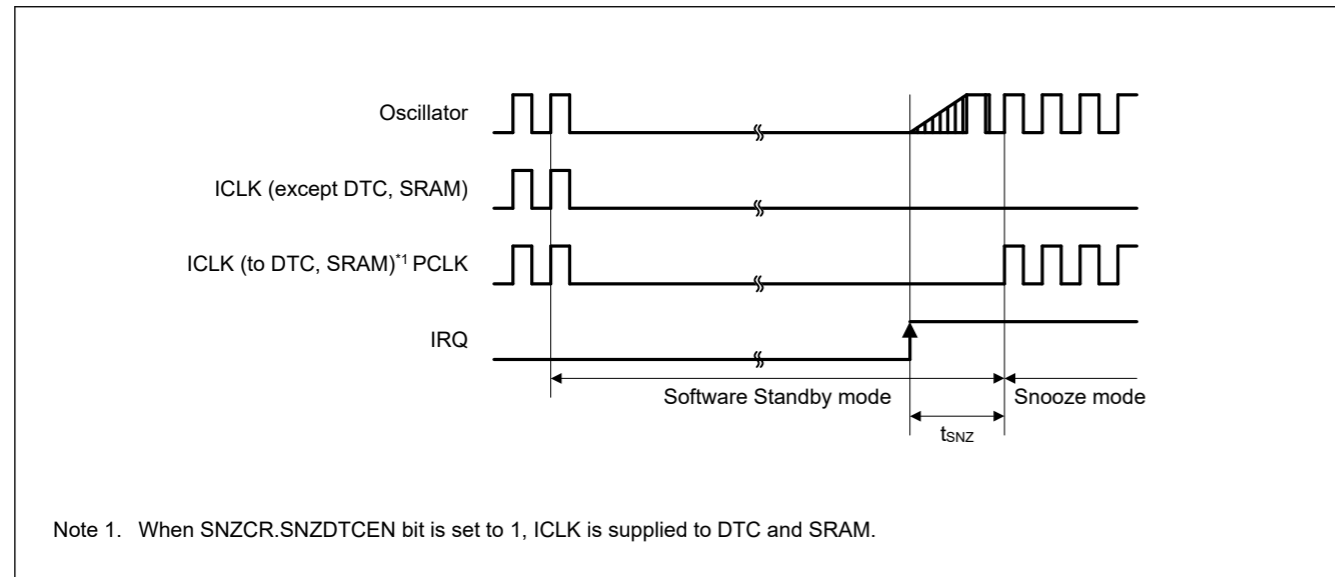 Oscillator
ICLK (except DTC, SRAM)
ICLK (to DTC, SRAM)*1 PCLK
IRQ
Software Standby mode
Snooze mode
tSNZ
Note 1. When SNZCR.SNZDTCEN bit is set to 1, ICLK is supplied to DTC and SRAM.